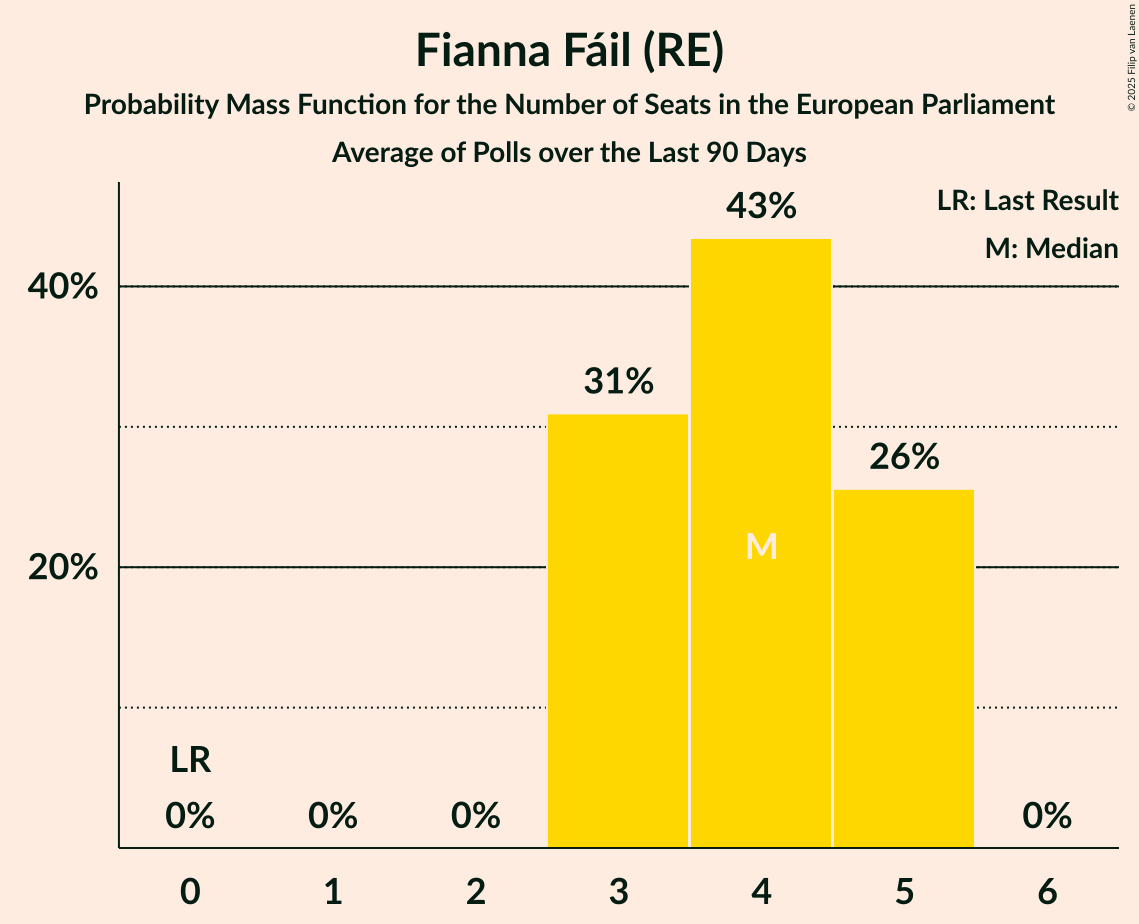 Fianna Fáil (RE)
Probability Mass Function for the Number of Seats in the European Parliament
Average of Polls over the Last 90 Days
© 2025 Filip van Laenen
LR: Last Result
M: Median
43%
40%
31%
26%
M
20%
LR
0%
0%
0%
0%
0
1
2
3
4
5
6